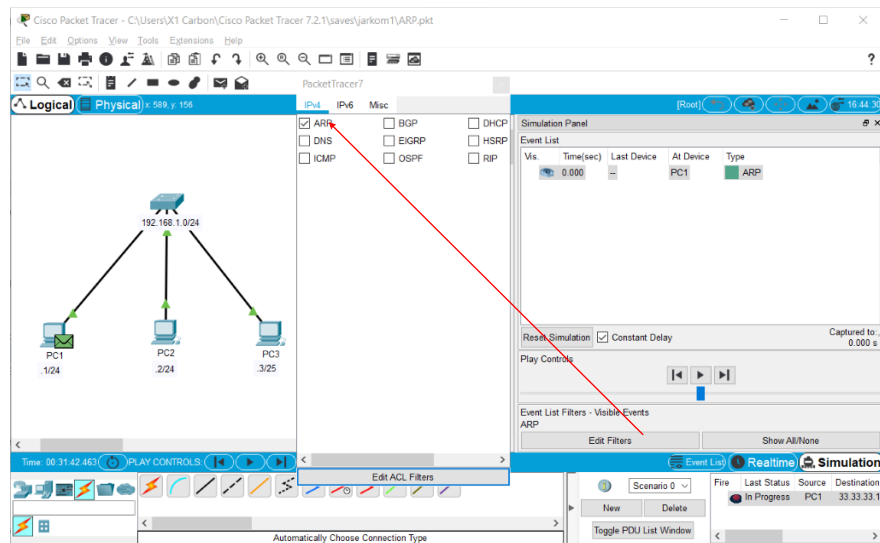 Cisco Packet Tracer - C:\Users\X1 Carbon\Cisco Packet Tracer 7.2.1\saves\jarkom1\ARP.pkt
File Edit Options View Tools Extensions Help
?
PacketTracer7
Logical Physical x: 589, y: 156
IPv4 IPv6 Misc
[Root] 16:44:30
ARP BGP DHCP
DNS EIGRP HSRP
ICMP OSPF RIP
Simulation Panel
Event List
Vis. Time(sec) Last Device At Device Type
0.000 -- PC1 ARP
192.168.1.0/24
PC1 PC2 PC3
.1/24 .2/24 .3/25
Reset Simulation Constant Delay Captured to:
0.000 s
Play Controls
Event List Filters - Visible Events
ARP
Edit Filters Show All/None
Time: 00:31:42.463 PLAY CONTROLS:
Event List Realtime Simulation
Edit ACL Filters
Scenario 0
New Delete
Toggle PDU List Window
Fire Last Status Source Destination
In Progress PC1 33.33.33.1
Automatically Choose Connection Type